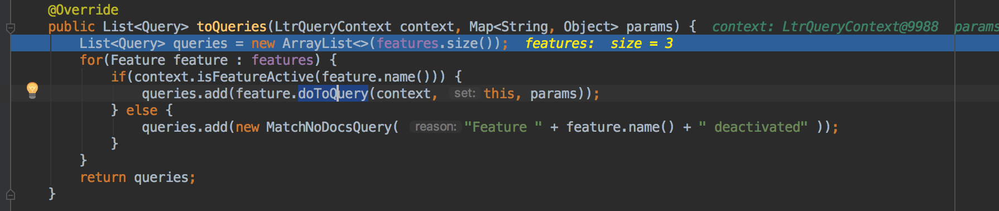 @Override
public List<Query> toQueries(LtrQueryContext context, Map<String, Object> params) { context: LtrQueryContext@9988 params
List<Query> queries = new ArrayList<>(features.size()); features: size = 3
for(Feature feature : features) {
if(context.isFeatureActive(feature.name())) {
queries.add(feature.doToQuery(context, set: this, params));
} else {
queries.add(new MatchNoDocsQuery( reason: "Feature " + feature.name() + " deactivated" ));
}
}
return queries;
}